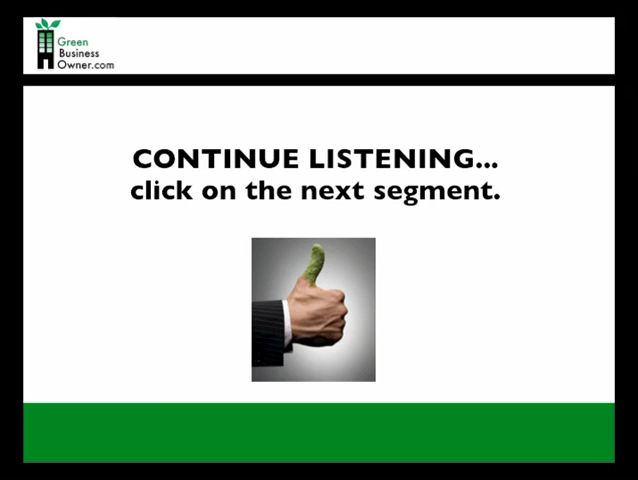 Green
Business
Owner.com
CONTINUE LISTENING...
click on the next segment.